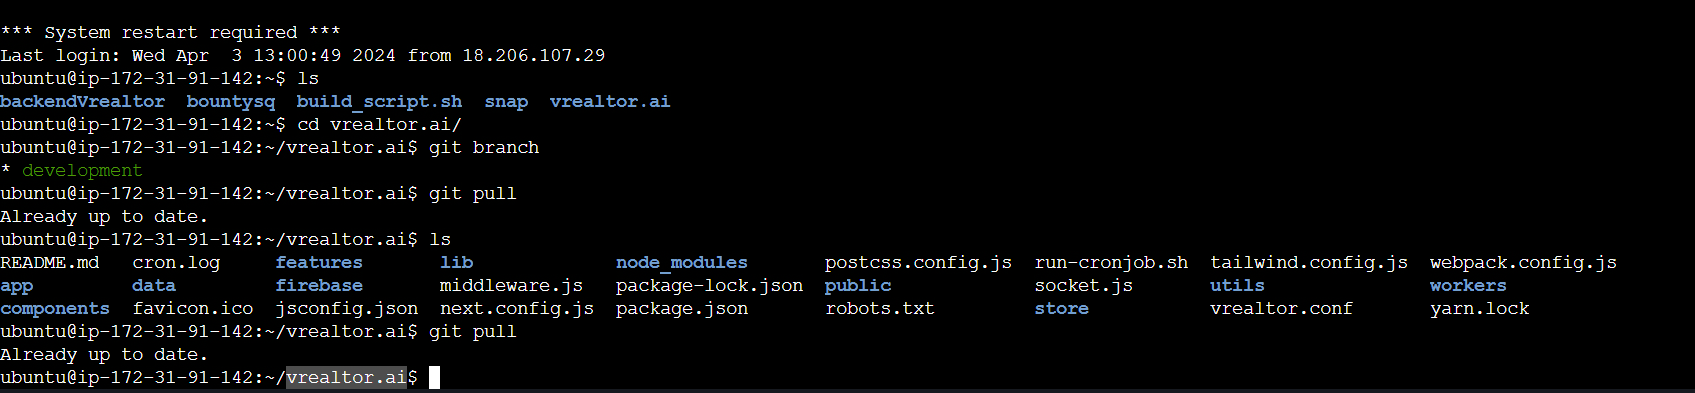 *** System restart required ***
Last login: Wed Apr  3 13:00:49 2024 from 18.206.107.29
ubuntu@ip-172-31-91-142:~$ ls
backendVrealtor  bountysq  build_script.sh  snap  vrealtor.ai
ubuntu@ip-172-31-91-142:~$ cd vrealtor.ai/
ubuntu@ip-172-31-91-142:~/vrealtor.ai$ git branch
* development
ubuntu@ip-172-31-91-142:~/vrealtor.ai$ git pull
Already up to date.
ubuntu@ip-172-31-91-142:~/vrealtor.ai$ ls
README.md   cron.log     features       lib             node_modules       postcss.config.js  run-cronjob.sh  tailwind.config.js  webpack.config.js
app         data         firebase       middleware.js   package-lock.json  public             socket.js       utils               workers
components  favicon.ico  jsconfig.json  next.config.js  package.json       robots.txt         store           vrealtor.conf       yarn.lock
ubuntu@ip-172-31-91-142:~/vrealtor.ai$ git pull
Already up to date.
ubuntu@ip-172-31-91-142:~/vrealtor.ai$